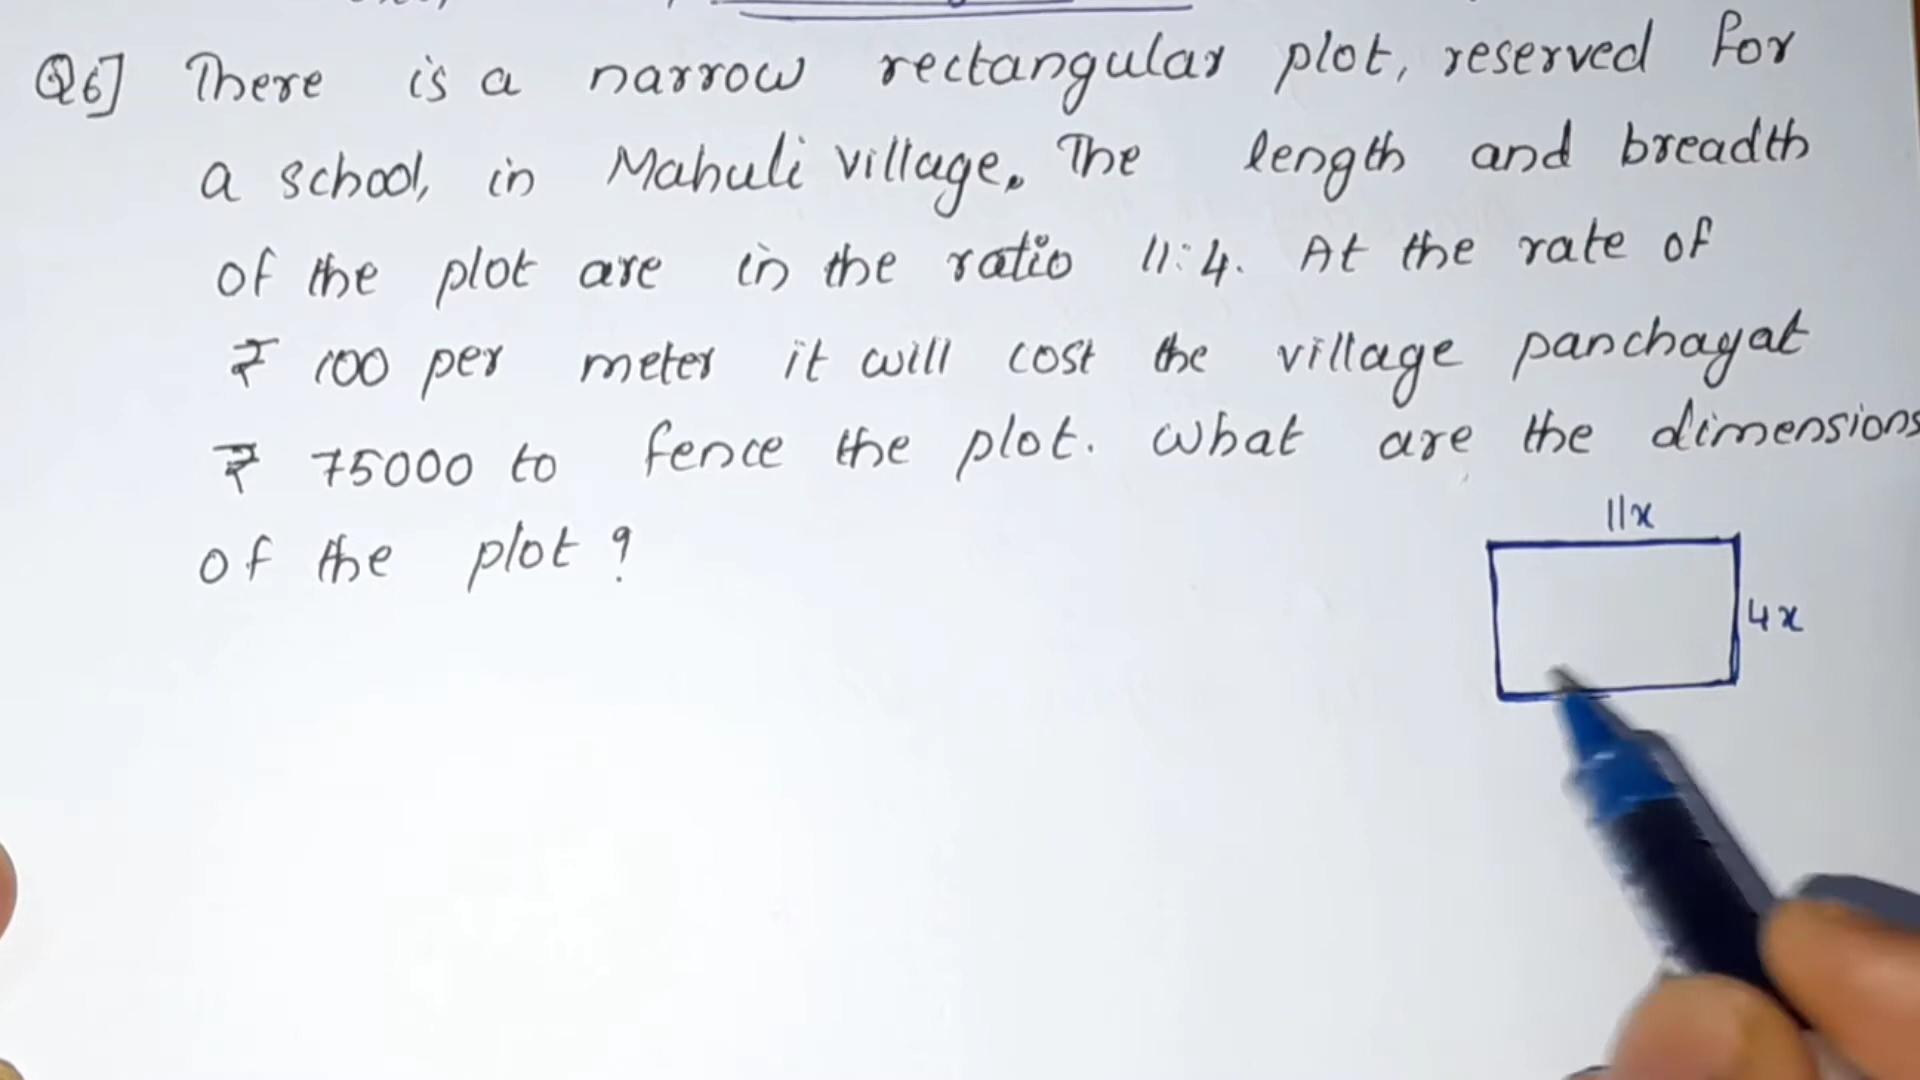 Q6] There is a narrow rectangular plot, reserved for
a school, in Mahuli village. The length and breadth
of the plot are in the ratio 11:4. At the rate of
₹ 100 per meter it will cost the village panchayat
₹ 75000 to fence the plot. What are the dimensions
of the plot?
11x
4x